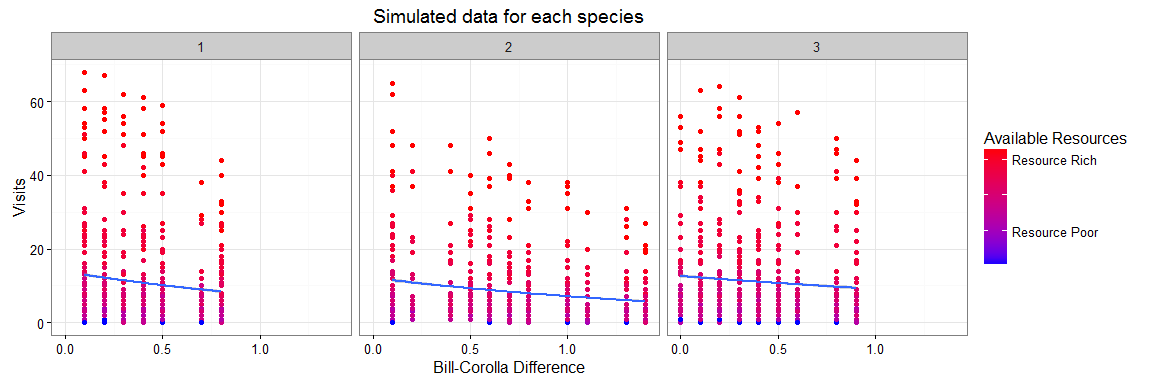 Simulated data for each species
1 2 3
Visits
60
40
20
0
0.0 0.5 1.0 0.0 0.5 1.0 0.0 0.5 1.0
Bill-Corolla Difference
Available Resources
Resource Rich
Resource Poor